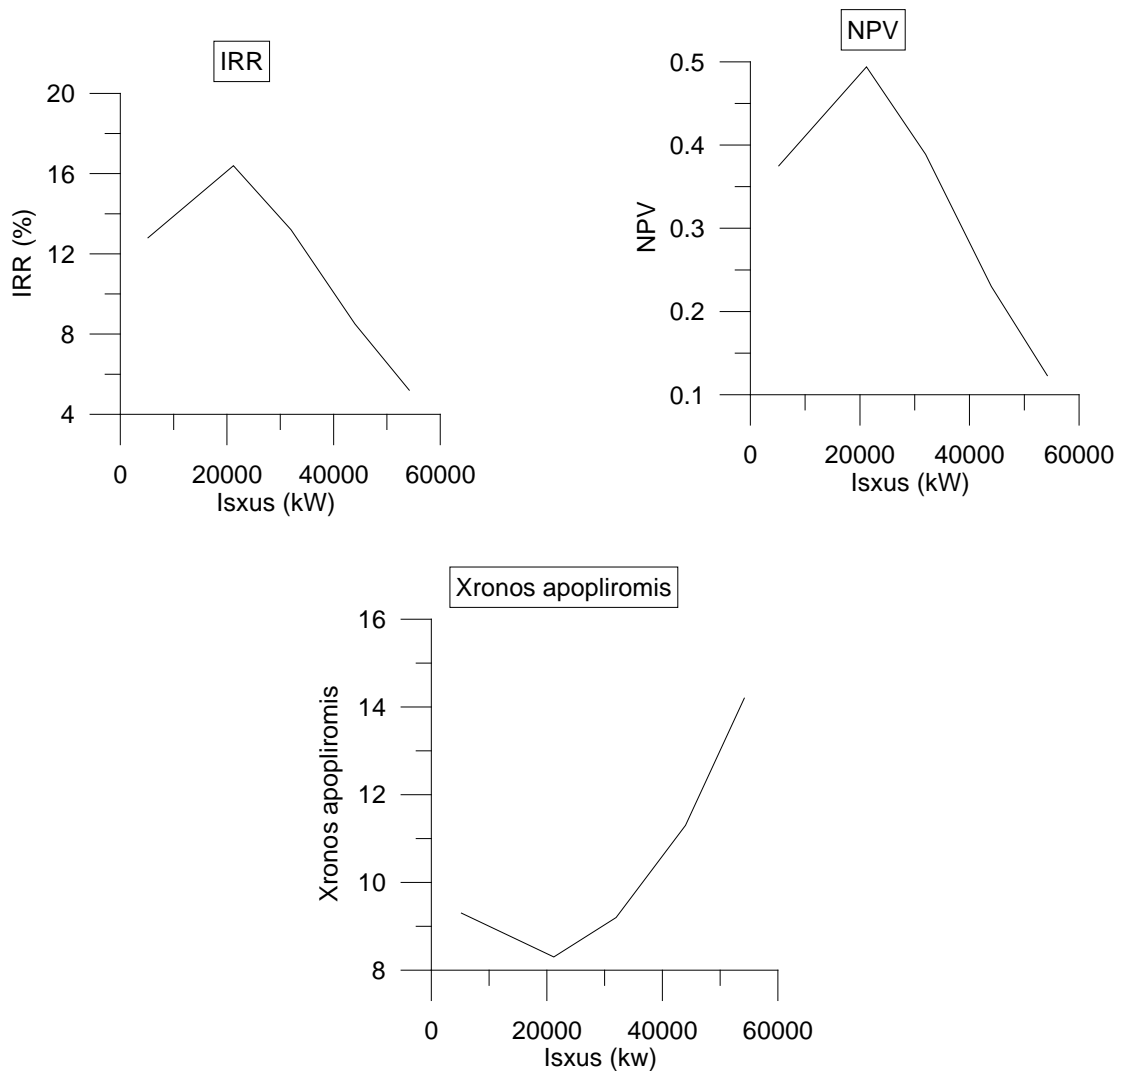 IRR
20
16
12
8
4
IRR (%)
0 20000 40000 60000
Isxus (kW)
NPV
0.5
0.4
0.3
0.2
0.1
NPV
0 20000 40000 60000
Isxus (kW)
Xronos apopliromis
16
14
12
10
8
Xronos apopliromis
0 20000 40000 60000
Isxus (kw)